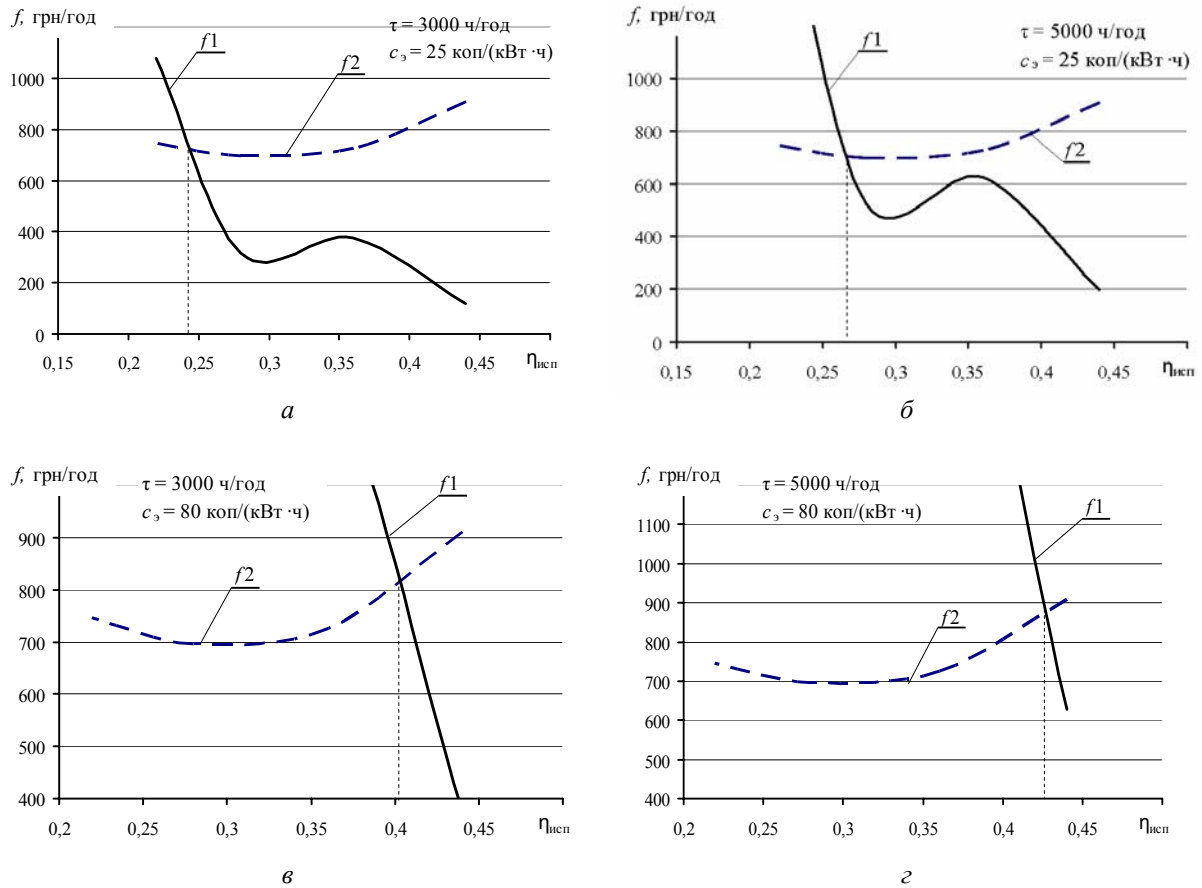 f, грн/год
τ = 3000 ч/год
cэ = 25 коп/(кВт ·ч)
f1
f2
1000
800
600
400
200
0
0,15 0,2 0,25 0,3 0,35 0,4 0,45 ηисп
а
f, грн/год
τ = 5000 ч/год
cэ = 25 коп/(кВт ·ч)
f1
f2
1000
800
600
400
200
0
0,15 0,2 0,25 0,3 0,35 0,4 0,45 ηисп
б
f, грн/год
τ = 3000 ч/год
cэ = 80 коп/(кВт ·ч)
f1
f2
900
800
700
600
500
400
0,2 0,25 0,3 0,35 0,4 0,45 ηисп
в
f, грн/год
τ = 5000 ч/год
cэ = 80 коп/(кВт ·ч)
f1
f2
1100
1000
900
800
700
600
500
400
0,2 0,25 0,3 0,35 0,4 0,45 ηисп
г